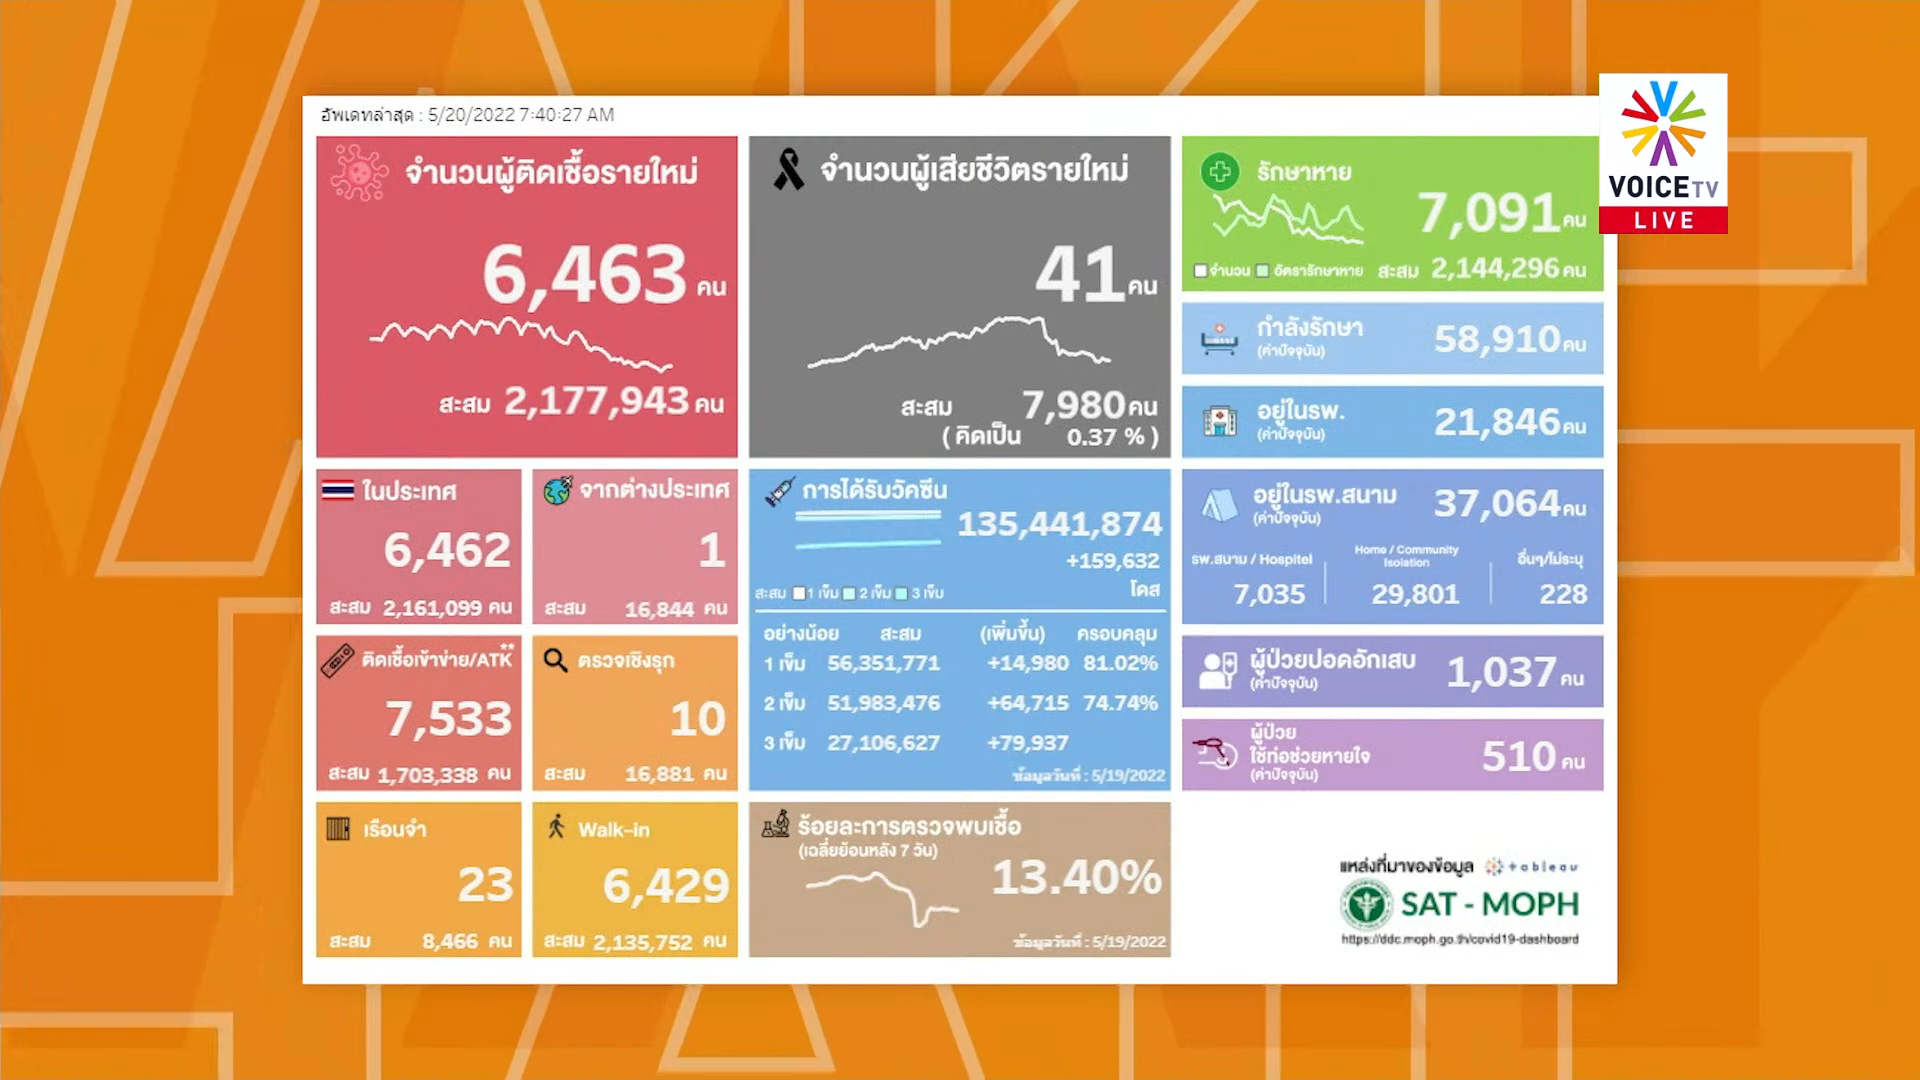 อัพเดทล่าสุด : 5/20/2022 7:40:27 AM
VOICE TV
LIVE
จำนวนผู้ติดเชื้อรายใหม่
6,463 คน
สะสม 2,177,943 คน
จำนวนผู้เสียชีวิตรายใหม่
41 คน
สะสม 7,980 คน
( คิดเป็น 0.37 % )
รักษาหาย
7,091 คน
จำนวน อัตรารักษาหาย สะสม 2,144,296 คน
กำลังรักษา
(ค่าปัจจุบัน)
58,910 คน
อยู่ในรพ.
(ค่าปัจจุบัน)
21,846 คน
ในประเทศ
6,462
สะสม 2,161,099 คน
จากต่างประเทศ
1
สะสม 16,844 คน
การได้รับวัคซีน
135,441,874
+159,632
โดส
สะสม 1 เข็ม 2 เข็ม 3 เข็ม
อย่างน้อย สะสม (เพิ่มขึ้น) ครอบคลุม
1 เข็ม 56,351,771 +14,980 81.02%
2 เข็ม 51,983,476 +64,715 74.74%
3 เข็ม 27,106,627 +79,937
ข้อมูลวันที่ : 5/19/2022
อยู่ในรพ.สนาม
(ค่าปัจจุบัน)
37,064 คน
รพ.สนาม / Hospitel Home / Community Isolation อื่นๆ/ไม่ระบุ
7,035 29,801 228
ติดเชื้อเข้าข่าย/ATK**
7,533
สะสม 1,703,338 คน
ตรวจเชิงรุก
10
สะสม 16,881 คน
ผู้ป่วยปอดอักเสบ
(ค่าปัจจุบัน)
1,037 คน
ผู้ป่วย
ใช้ท่อช่วยหายใจ
(ค่าปัจจุบัน)
510 คน
เรือนจำ
23
สะสม 8,466 คน
Walk-in
6,429
สะสม 2,135,752 คน
ร้อยละการตรวจพบเชื้อ
(เฉลี่ยย้อนหลัง 7 วัน)
13.40%
ข้อมูลวันที่ : 5/19/2022
แหล่งที่มาของข้อมูล +ableau
SAT - MOPH
https://ddc.moph.go.th/covid19-dashboard